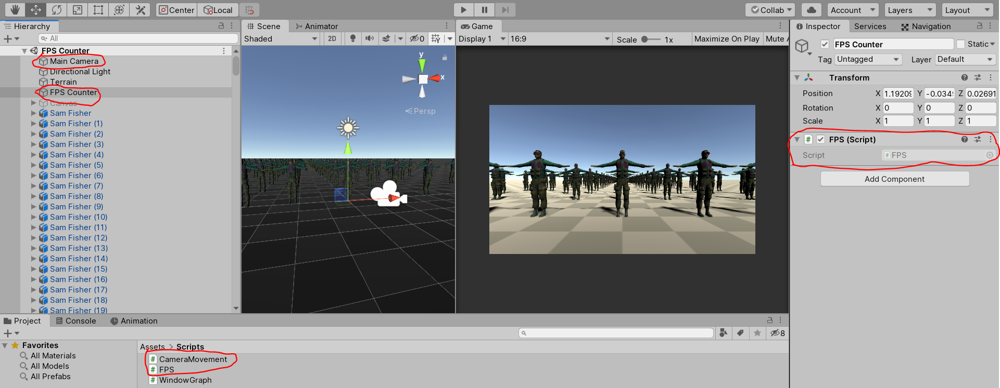 Center
Local
Collab
Account
Layers
Layout
Hierarchy
All
FPS Counter
Main Camera
Directional Light
Terrain
FPS Counter
Canvas
Sam Fisher
Sam Fisher (1)
Sam Fisher (2)
Sam Fisher (3)
Sam Fisher (4)
Sam Fisher (5)
Sam Fisher (6)
Sam Fisher (7)
Sam Fisher (8)
Sam Fisher (9)
Sam Fisher (10)
Sam Fisher (11)
Sam Fisher (12)
Sam Fisher (13)
Sam Fisher (14)
Sam Fisher (15)
Sam Fisher (16)
Sam Fisher (17)
Sam Fisher (18)
Sam Fisher (19)
Scene
Animator
Shaded
2D
0
y
x
Persp
Game
Display 1
16:9
Scale
1x
Maximize On Play
Mute A
Inspector
Services
Navigation
FPS Counter
Static
Tag Untagged
Layer Default
Transform
Position X 1.1920 Y -0.034 Z 0.02691
Rotation X 0 Y 0 Z 0
Scale X 1 Y 1 Z 1
# FPS (Script)
Script # FPS
Add Component
Project
Console
Animation
8
Favorites
All Materials
All Models
All Prefabs
Assets > Scripts
# CameraMovement
# FPS
# WindowGraph